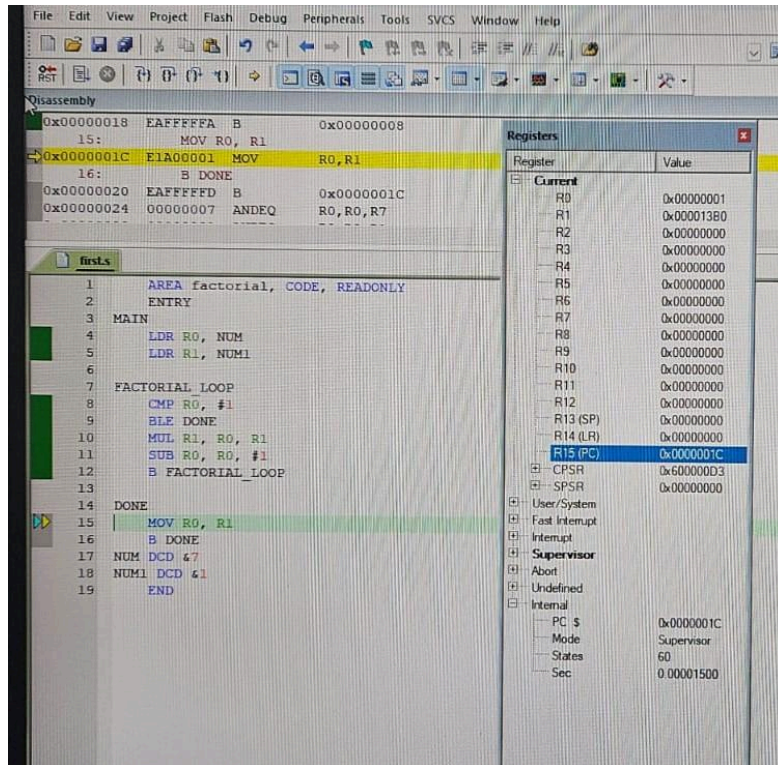 File Edit View Project Flash Debug Peripherals Tools SVCS Window Help
RST
Disassembly
0x00000018 EAFFFFFA B 0x00000008
15: MOV R0, R1
0x0000001C E1A00001 MOV R0,R1
16: B DONE
0x00000020 EAFFFFFD B 0x0000001C
0x00000024 00000007 ANDEQ R0,R0,R7
first.s
1 AREA factorial, CODE, READONLY
2 ENTRY
3 MAIN
4 LDR R0, NUM
5 LDR R1, NUM1
6
7 FACTORIAL_LOOP
8 CMP R0, #1
9 BLE DONE
10 MUL R1, R0, R1
11 SUB R0, R0, #1
12 B FACTORIAL_LOOP
13
14 DONE
15 MOV R0, R1
16 B DONE
17 NUM DCD &7
18 NUM1 DCD &1
19 END
Registers
Register Value
Current
R0 0x00000001
R1 0x000013B0
R2 0x00000000
R3 0x00000000
R4 0x00000000
R5 0x00000000
R6 0x00000000
R7 0x00000000
R8 0x00000000
R9 0x00000000
R10 0x00000000
R11 0x00000000
R12 0x00000000
R13 (SP) 0x00000000
R14 (LR) 0x00000000
R15 (PC) 0x0000001C
CPSR 0x600000D3
SPSR 0x00000000
User/System
Fast Interrupt
Interrupt
Supervisor
Abort
Undefined
Internal
PC $ 0x0000001C
Mode Supervisor
States 60
Sec 0.00001500